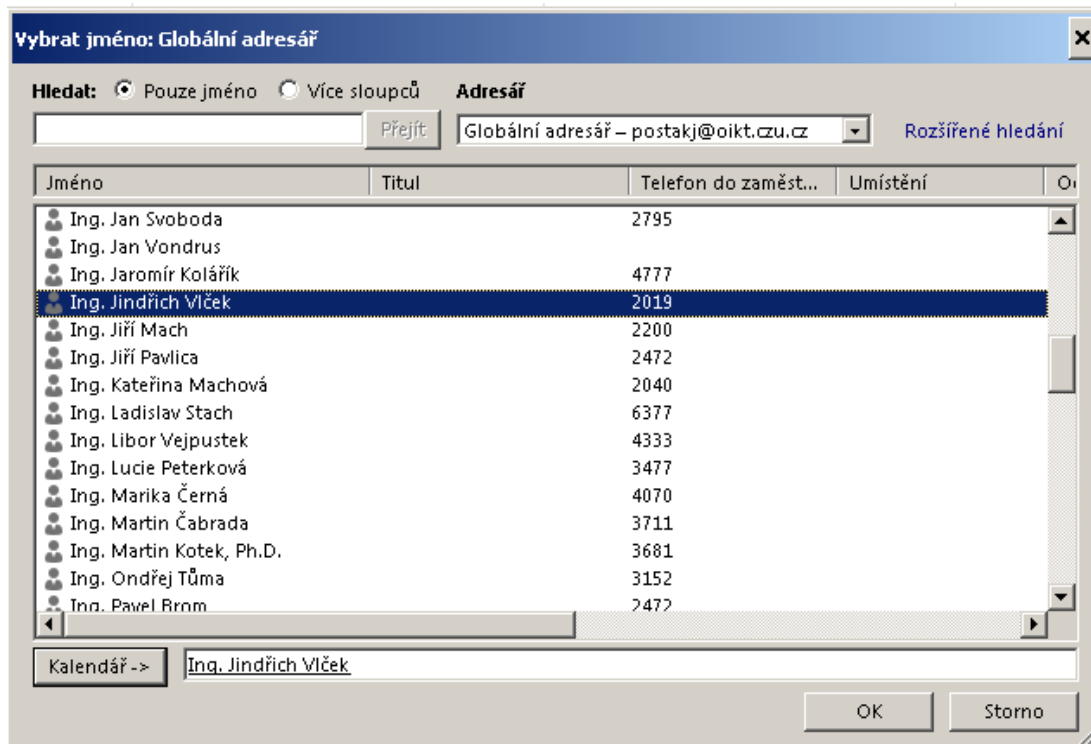 Vybrat jméno: Globální adresář
Hledat: Pouze jméno Více sloupců Adresář
Přejít Globální adresář – postakj@oikt.czu.cz Rozšířené hledání
Jméno Titul Telefon do zaměst... Umístění
Ing. Jan Svoboda 2795
Ing. Jan Vondrus
Ing. Jaromír Kolářík 4777
Ing. Jindřich Vlček 2019
Ing. Jiří Mach 2200
Ing. Jiří Pavlica 2472
Ing. Kateřina Machová 2040
Ing. Ladislav Stach 6377
Ing. Libor Vejpustek 4333
Ing. Lucie Peterková 3477
Ing. Marika Černá 4070
Ing. Martin Čabrada 3711
Ing. Martin Kotek, Ph.D. 3681
Ing. Ondřej Tůma 3152
Ing. Pavel Brom 2472
Kalendář -> Ing. Jindřich Vlček
OK Storno